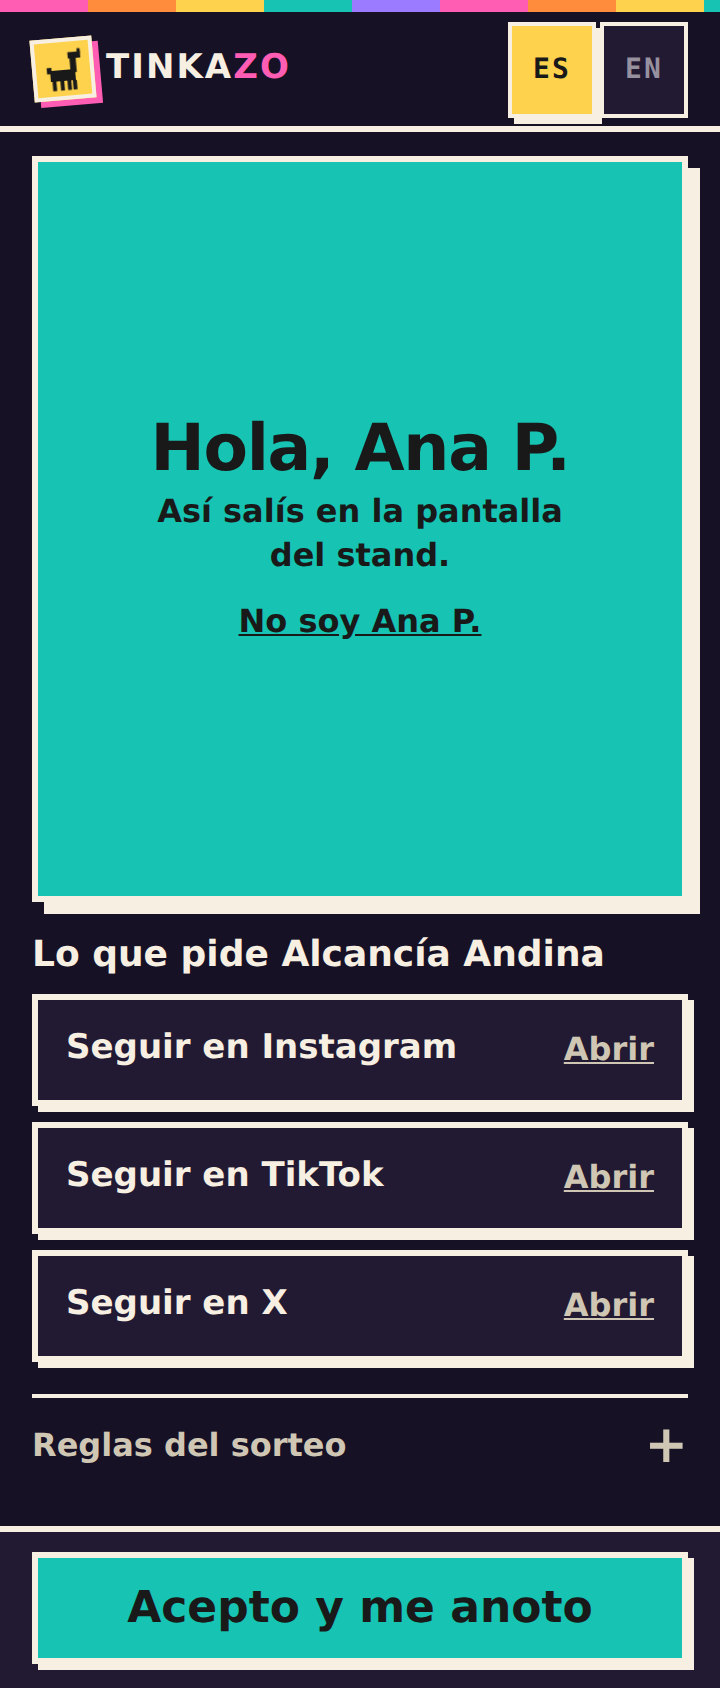 TINKAZO
ES
EN
Hola, Ana P.
Así salís en la pantalla
del stand.
No soy Ana P.
Lo que pide Alcancía Andina
Seguir en Instagram
Abrir
Seguir en TikTok
Abrir
Seguir en X
Abrir
Reglas del sorteo
+
Acepto y me anoto